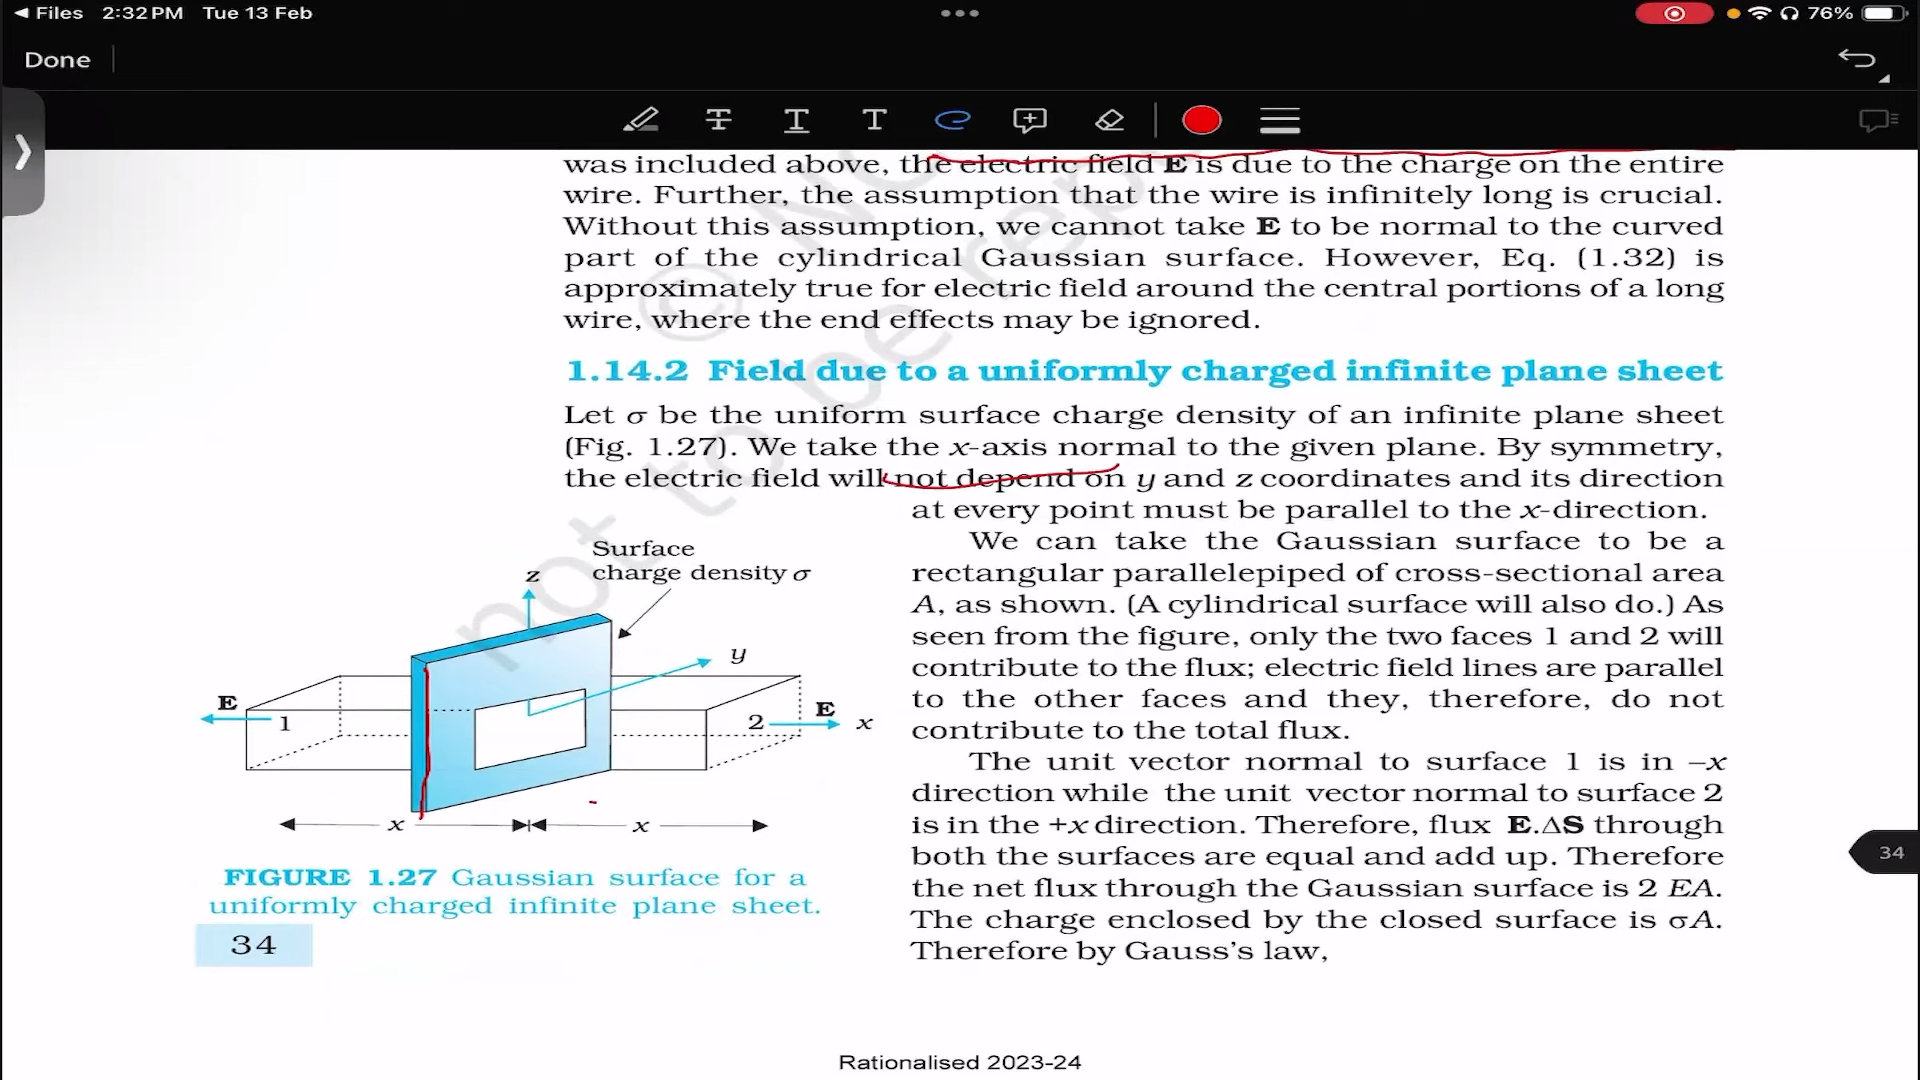 Files 2:32 PM Tue 13 Feb
76%
Done
was included above, the electric field E is due to the charge on the entire
wire. Further, the assumption that the wire is infinitely long is crucial.
Without this assumption, we cannot take E to be normal to the curved
part of the cylindrical Gaussian surface. However, Eq. (1.32) is
approximately true for electric field around the central portions of a long
wire, where the end effects may be ignored.
1.14.2 Field due to a uniformly charged infinite plane sheet
Let σ be the uniform surface charge density of an infinite plane sheet
(Fig. 1.27). We take the x-axis normal to the given plane. By symmetry,
the electric field will not depend on y and z coordinates and its direction
at every point must be parallel to the x-direction.
We can take the Gaussian surface to be a
rectangular parallelepiped of cross-sectional area
A, as shown. (A cylindrical surface will also do.) As
seen from the figure, only the two faces 1 and 2 will
contribute to the flux; electric field lines are parallel
to the other faces and they, therefore, do not
contribute to the total flux.
The unit vector normal to surface 1 is in –x
direction while the unit vector normal to surface 2
is in the +x direction. Therefore, flux E.ΔS through
both the surfaces are equal and add up. Therefore
the net flux through the Gaussian surface is 2 EA.
The charge enclosed by the closed surface is σA.
Therefore by Gauss's law,
Surface
charge density σ
z
y
E
1
2
E
x
x
x
FIGURE 1.27 Gaussian surface for a
uniformly charged infinite plane sheet.
34
34
Rationalised 2023-24
not to be rep